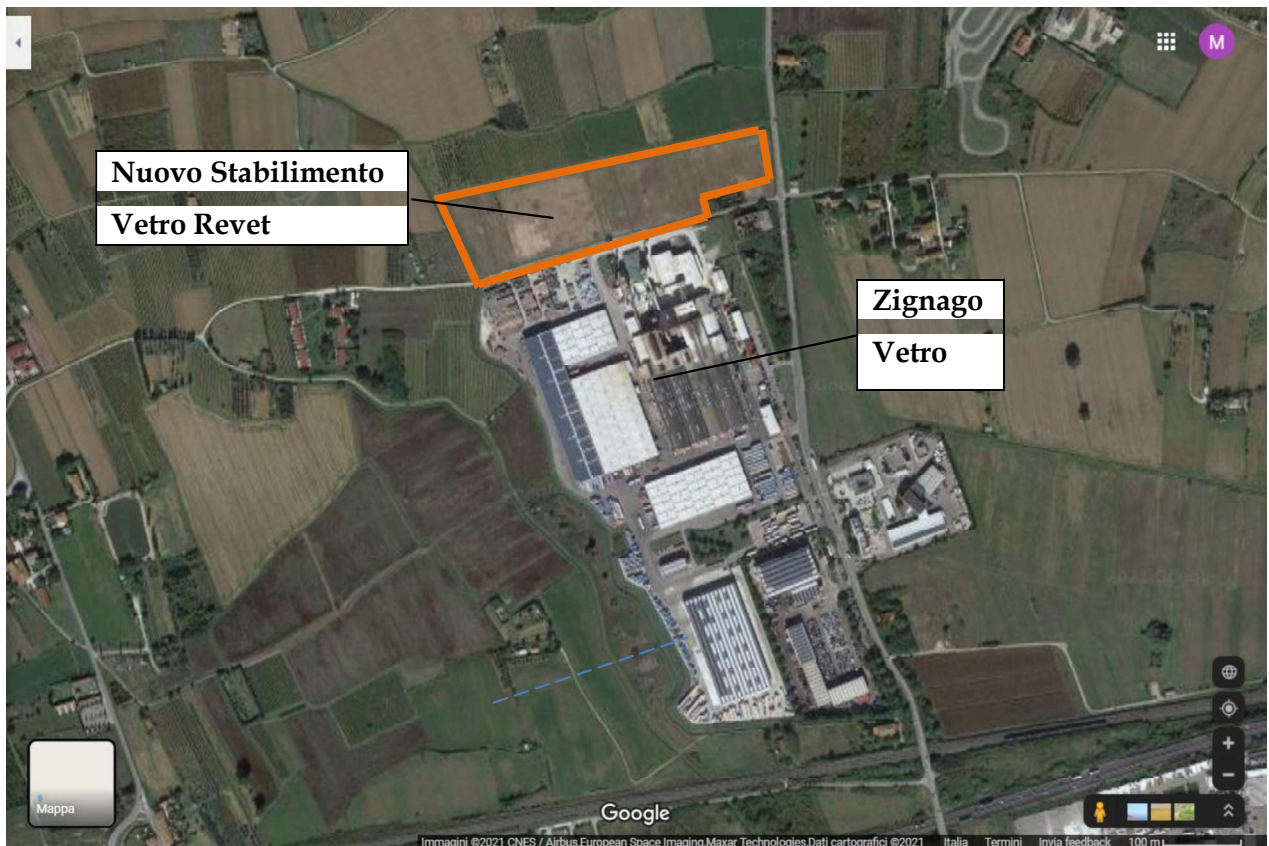 M
Nuovo Stabilimento
Vetro Revet
Zignago
Vetro
Mappa
Google
Immagini ©2021 CNES / Airbus,European Space Imaging,Maxar Technologies,Dati cartografici ©2021 Italia Termini Invia feedback 100 m